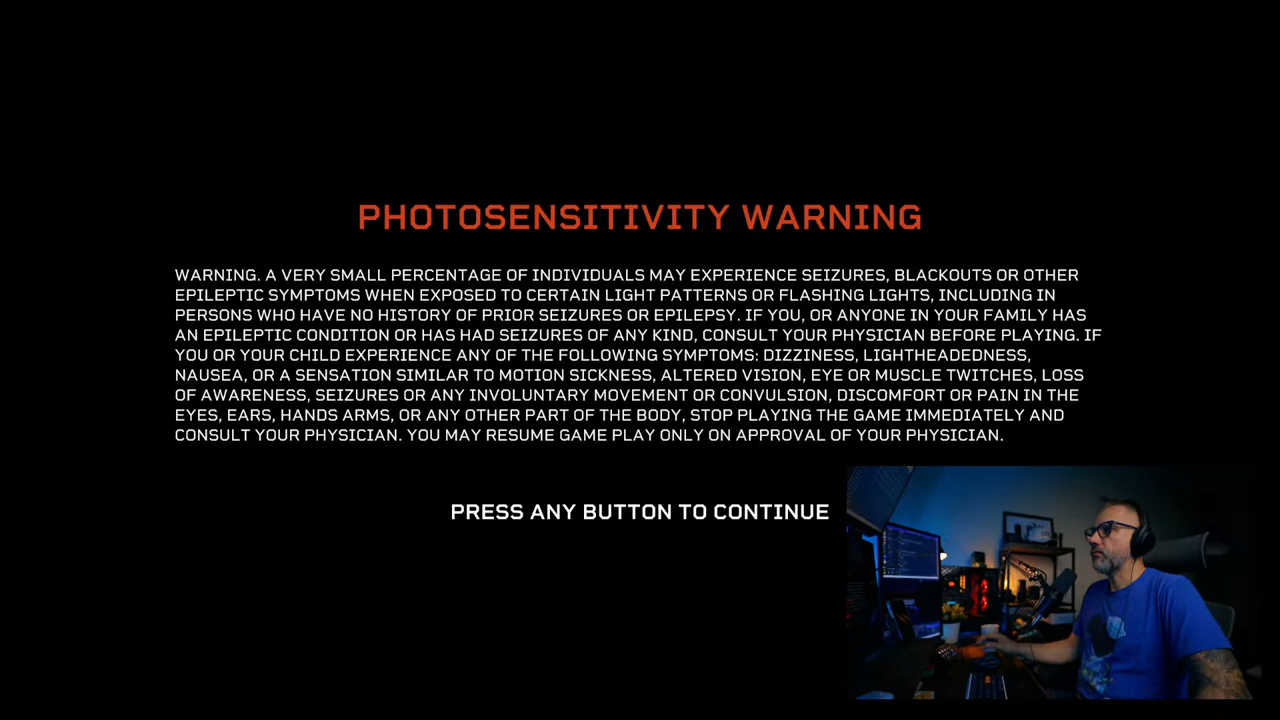 PHOTOSENSITIVITY WARNING
WARNING. A VERY SMALL PERCENTAGE OF INDIVIDUALS MAY EXPERIENCE SEIZURES, BLACKOUTS OR OTHER
EPILEPTIC SYMPTOMS WHEN EXPOSED TO CERTAIN LIGHT PATTERNS OR FLASHING LIGHTS, INCLUDING IN
PERSONS WHO HAVE NO HISTORY OF PRIOR SEIZURES OR EPILEPSY. IF YOU, OR ANYONE IN YOUR FAMILY HAS
AN EPILEPTIC CONDITION OR HAS HAD SEIZURES OF ANY KIND, CONSULT YOUR PHYSICIAN BEFORE PLAYING. IF
YOU OR YOUR CHILD EXPERIENCE ANY OF THE FOLLOWING SYMPTOMS: DIZZINESS, LIGHTHEADEDNESS,
NAUSEA, OR A SENSATION SIMILAR TO MOTION SICKNESS, ALTERED VISION, EYE OR MUSCLE TWITCHES, LOSS
OF AWARENESS, SEIZURES OR ANY INVOLUNTARY MOVEMENT OR CONVULSION, DISCOMFORT OR PAIN IN THE
EYES, EARS, HANDS ARMS, OR ANY OTHER PART OF THE BODY, STOP PLAYING THE GAME IMMEDIATELY AND
CONSULT YOUR PHYSICIAN. YOU MAY RESUME GAME PLAY ONLY ON APPROVAL OF YOUR PHYSICIAN.
PRESS ANY BUTTON TO CONTINUE